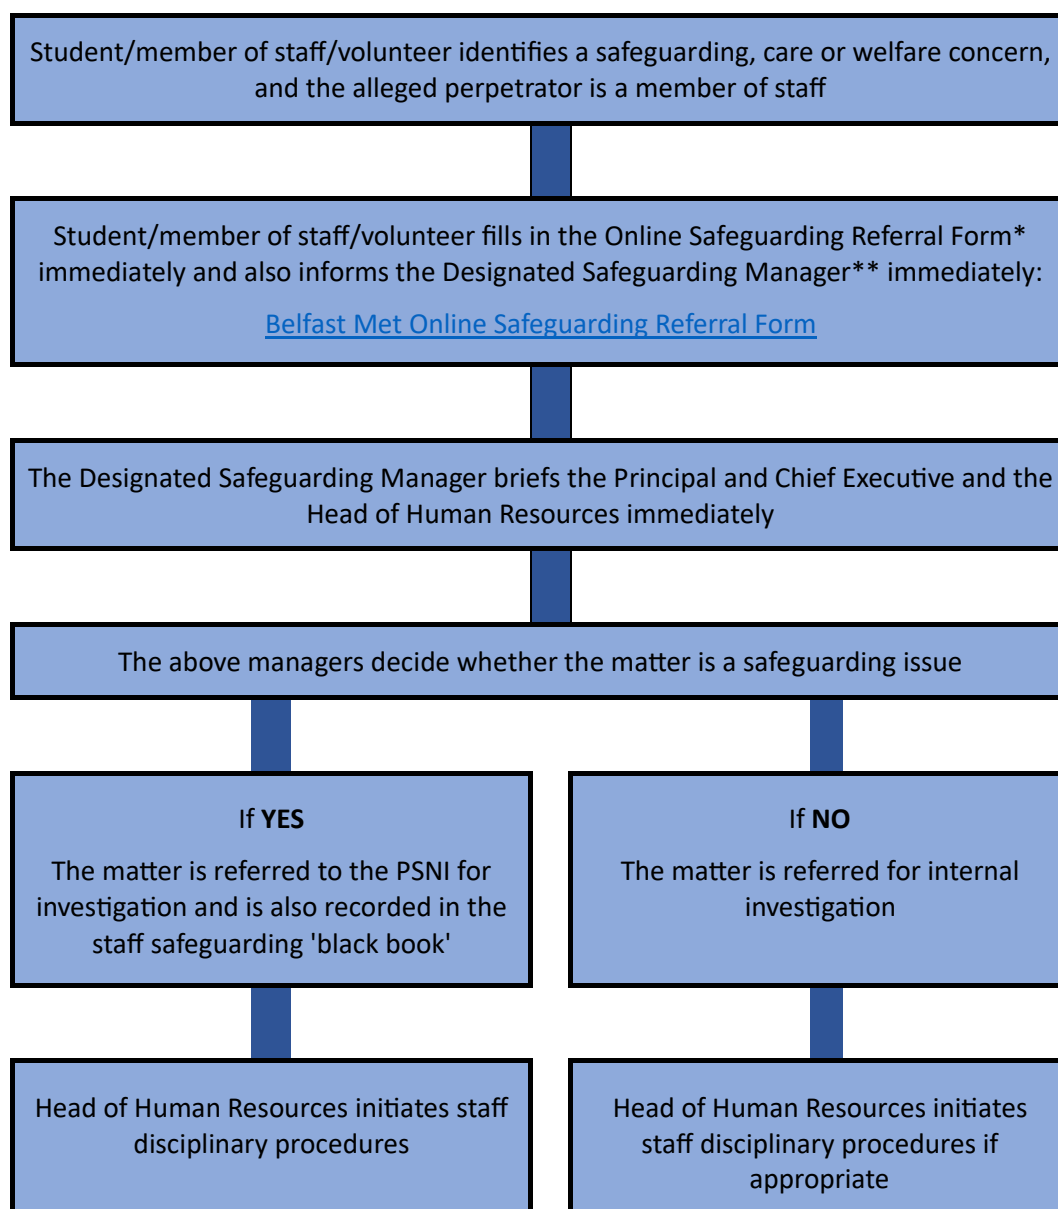 Student/member of staff/volunteer identifies a safeguarding, care or welfare concern,
and the alleged perpetrator is a member of staff
Student/member of staff/volunteer fills in the Online Safeguarding Referral Form*
immediately and also informs the Designated Safeguarding Manager** immediately:
Belfast Met Online Safeguarding Referral Form
The Designated Safeguarding Manager briefs the Principal and Chief Executive and the
Head of Human Resources immediately
The above managers decide whether the matter is a safeguarding issue
If YES
The matter is referred to the PSNI for
investigation and is also recorded in the
staff safeguarding 'black book'
If NO
The matter is referred for internal
investigation
Head of Human Resources initiates staff
disciplinary procedures
Head of Human Resources initiates
staff disciplinary procedures if
appropriate